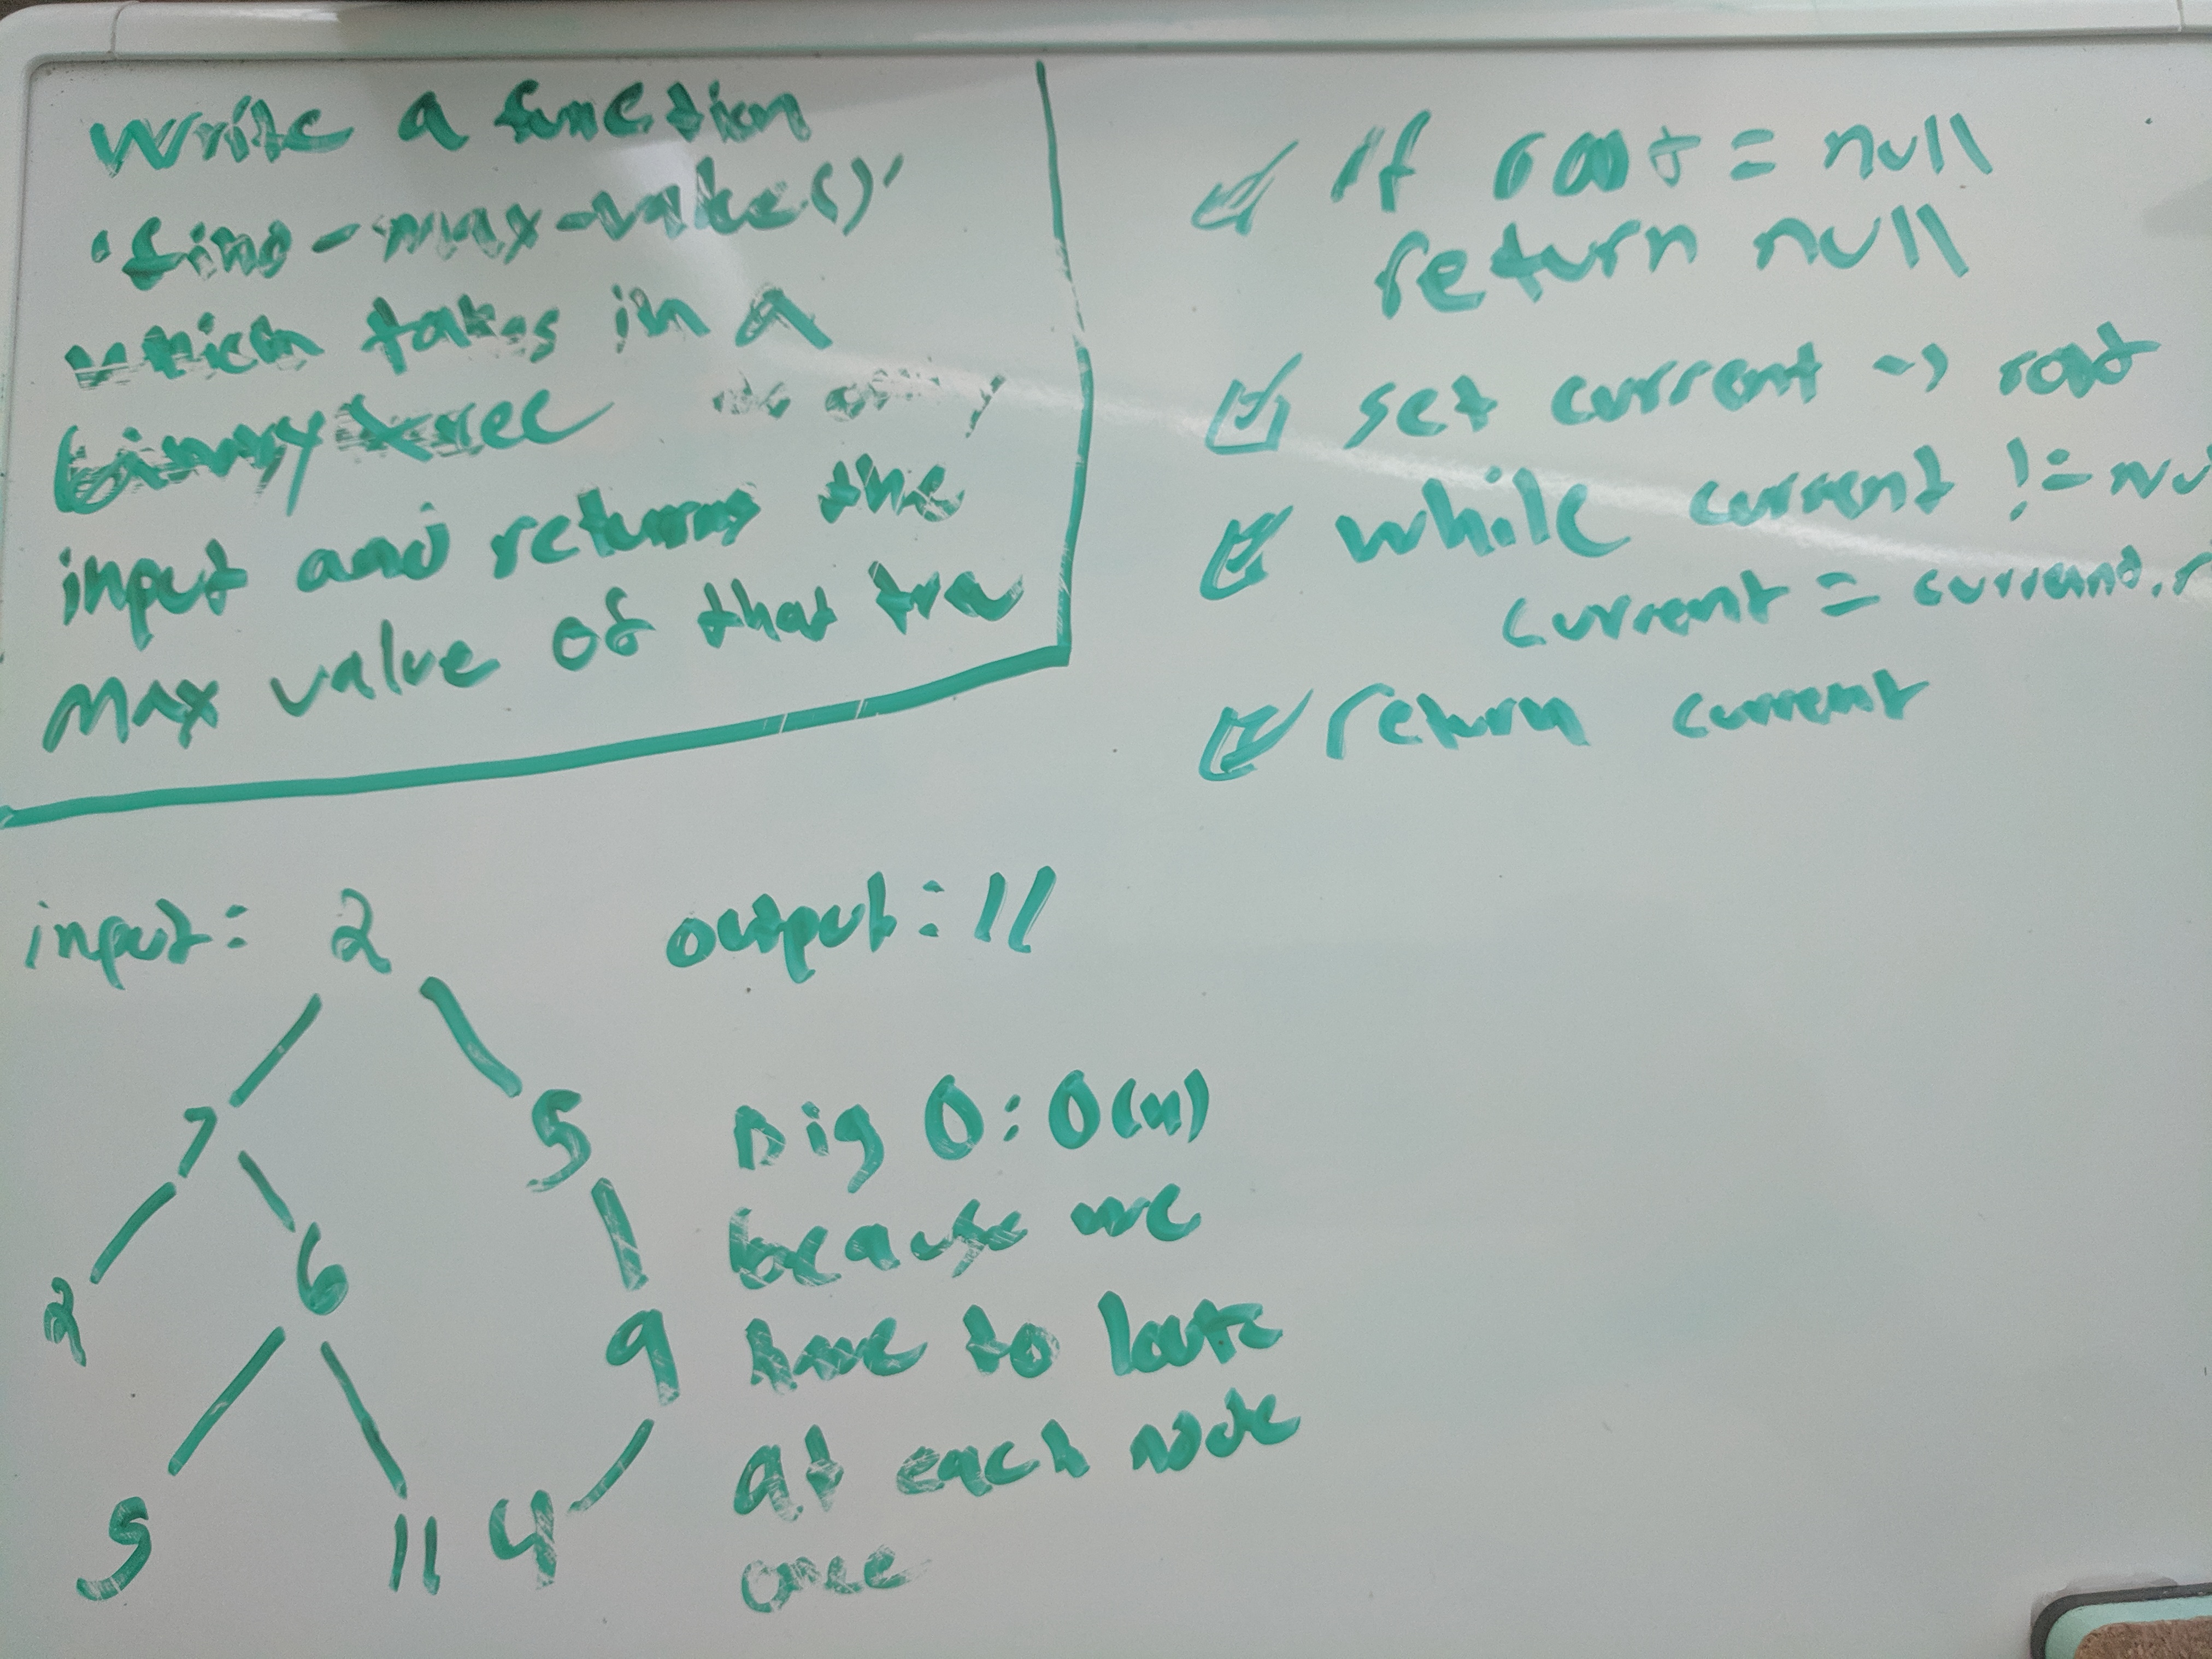 Write a function
'find-max-value()'
which takes in a
binary tree as only
input and returns the
Max value of that tree
if root = null
return null
set current -> root
while current != nu
current = current.r
return current
input: 2
output: 11
7
5
2
6
9
5
11
4
Big O: O(n)
because we
have to look
at each node
once